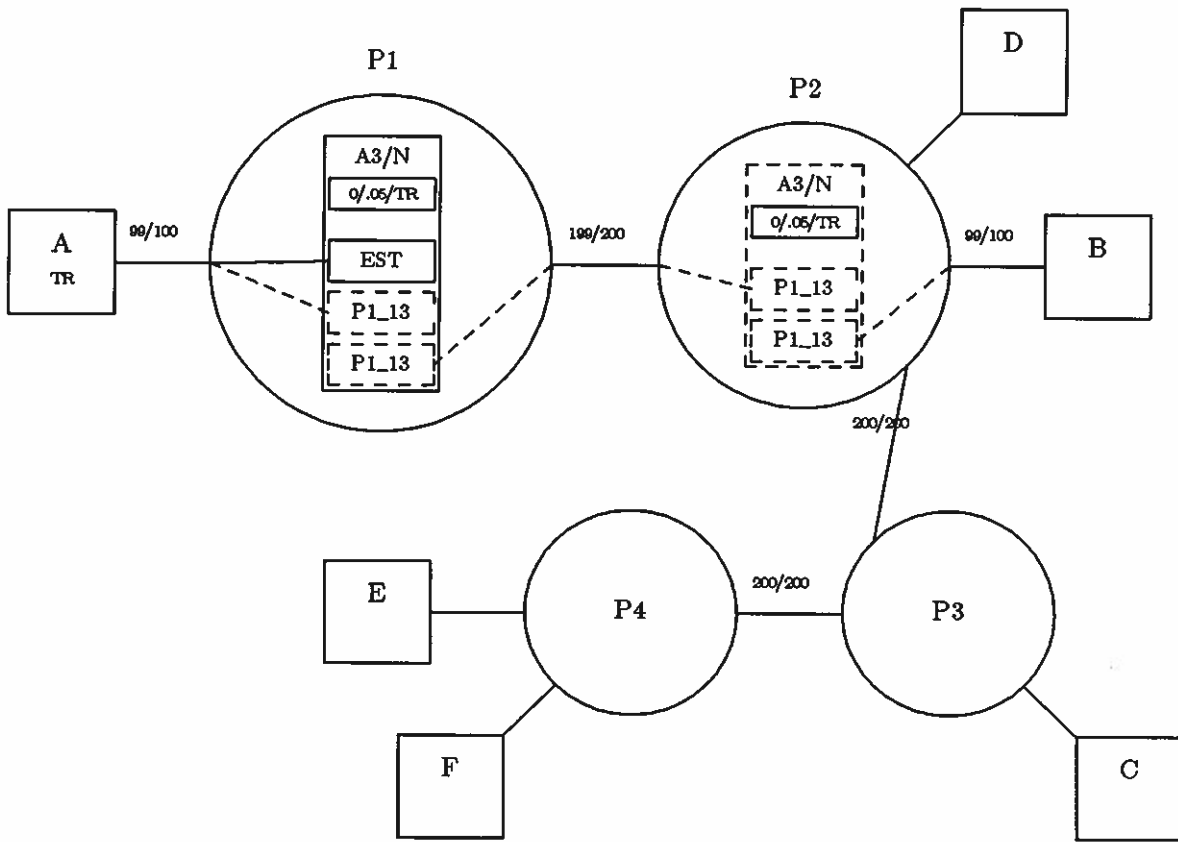 D
P1
P2
A3/N
0/.05/TR
A3/N
0/.05/TR
A
TR
99/100
199/200
99/100
B
EST
P1_13
P1_13
P1_13
P1_13
200/200
200/200
E
P4
P3
F
C